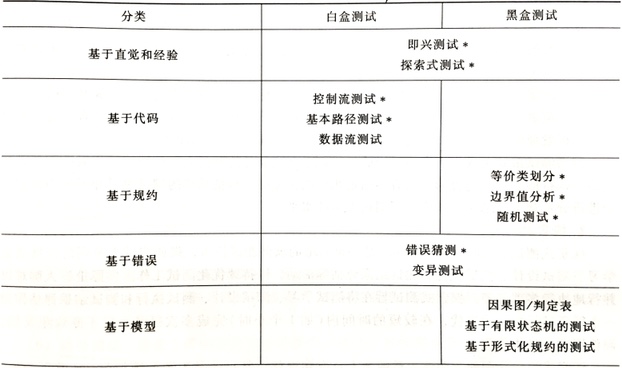 分类 白盒测试 黑盒测试
基于直觉和经验
即兴测试*
探索式测试*
基于代码
控制流测试*
基本路径测试*
数据流测试
基于规约
等价类划分*
边界值分析*
随机测试*
基于错误
错误猜测*
变异测试
基于模型
因果图/判定表
基于有限状态机的测试
基于形式化规约的测试